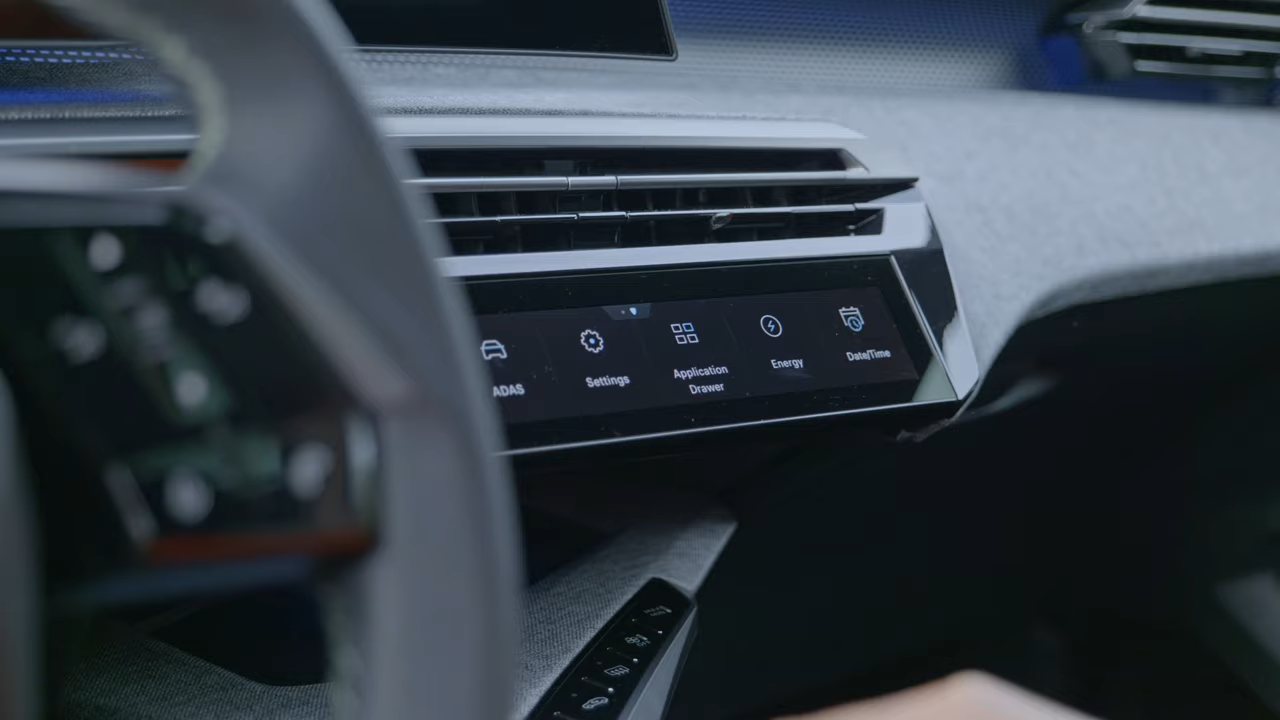 ADAS
Settings
Application
Drawer
Energy
Date/Time